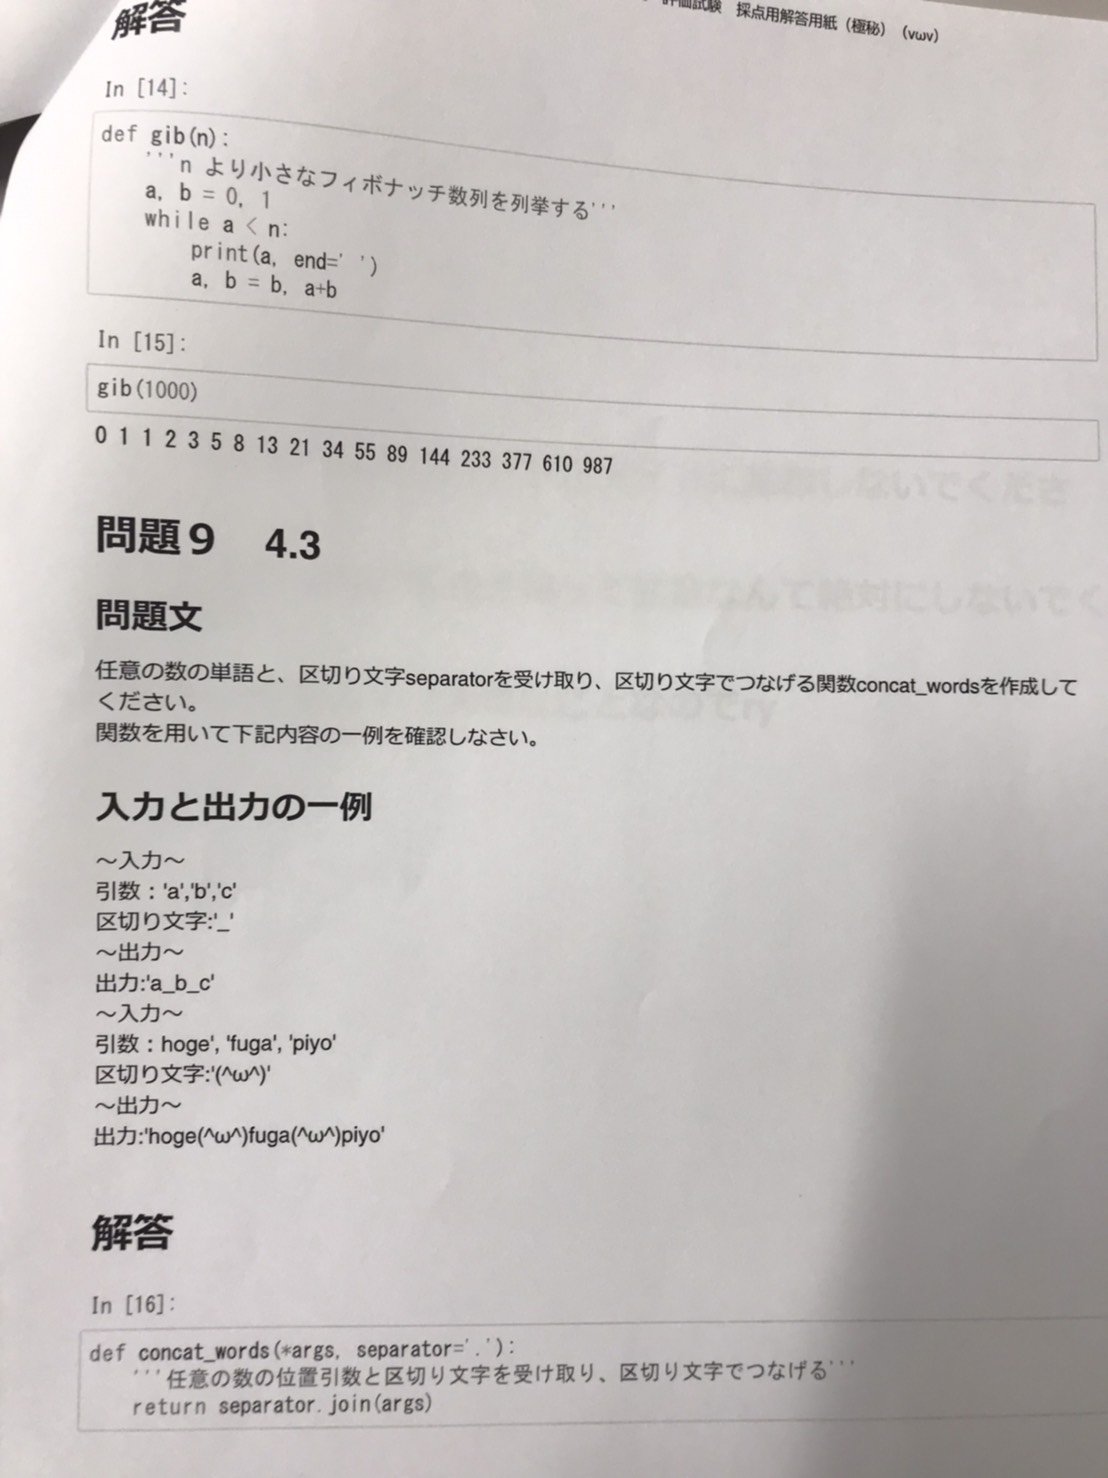 評価試験 採点用解答用紙（極秘）（vωv）
解答
In [14]:
def gib(n):
    '''n より小さなフィボナッチ数列を列挙する'''
    a, b = 0, 1
    while a < n:
        print(a, end=' ')
        a, b = b, a+b
In [15]:
gib(1000)
0 1 1 2 3 5 8 13 21 34 55 89 144 233 377 610 987
問題９ 4.3
問題文
任意の数の単語と、区切り文字separatorを受け取り、区切り文字でつなげる関数concat_wordsを作成して
ください。
関数を用いて下記内容の一例を確認しなさい。
入力と出力の一例
～入力～
引数：'a','b','c'
区切り文字:'_'
～出力～
出力:'a_b_c'
～入力～
引数：hoge', 'fuga', 'piyo'
区切り文字:'(^ω^)'
～出力～
出力:'hoge(^ω^)fuga(^ω^)piyo'
解答
In [16]:
def concat_words(*args, separator='.'):
    '''任意の数の位置引数と区切り文字を受け取り、区切り文字でつなげる'''
    return separator.join(args)